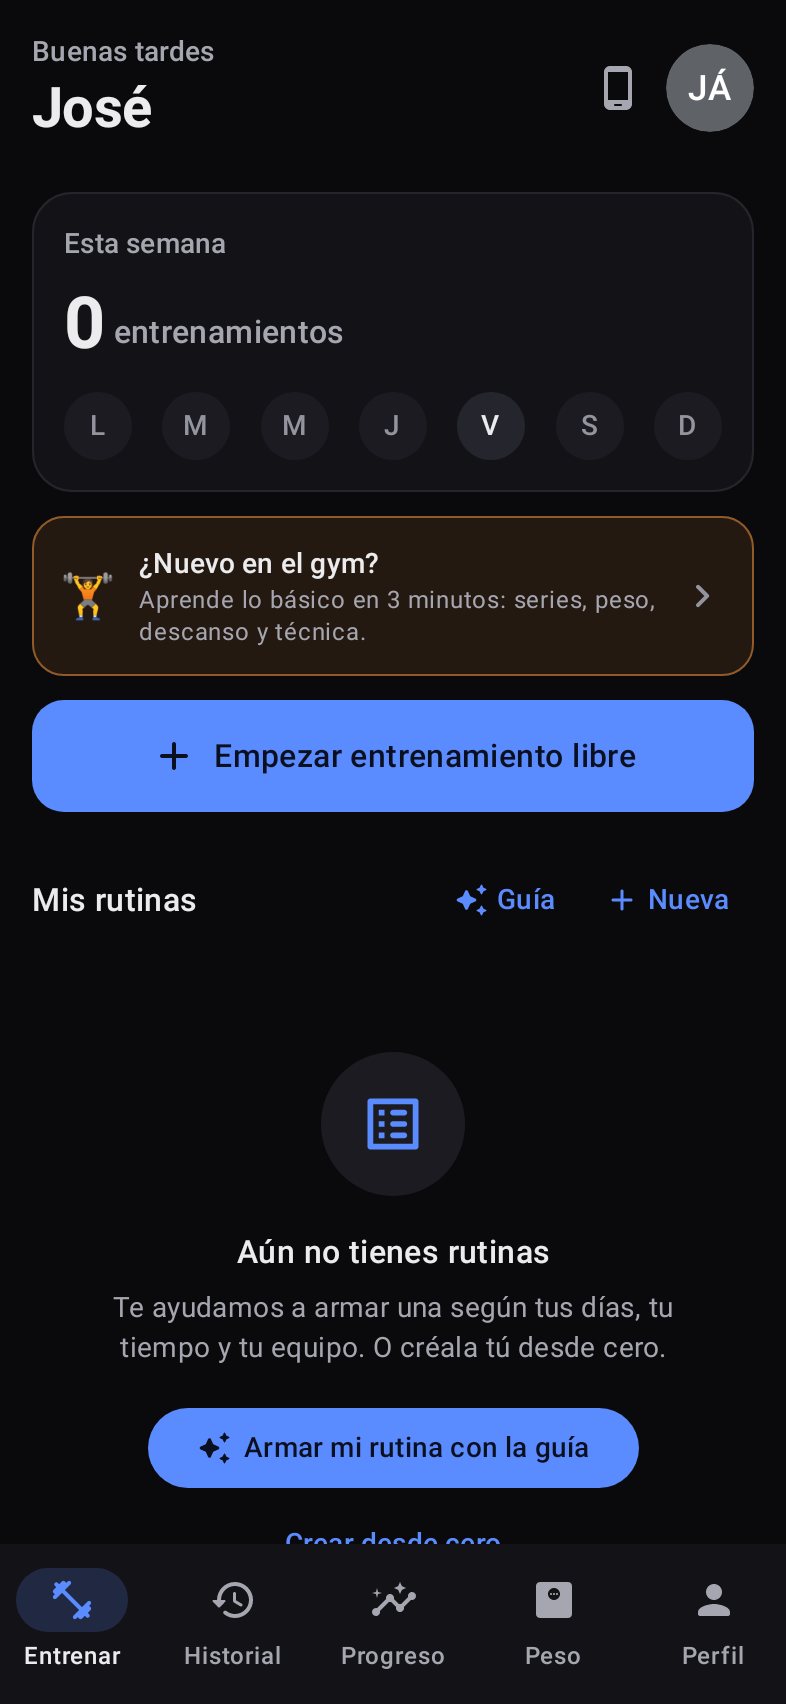 Buenas tardes
José
JÁ
Esta semana
0 entrenamientos
L M M J V S D
¿Nuevo en el gym?
Aprende lo básico en 3 minutos: series, peso,
descanso y técnica.
Empezar entrenamiento libre
Mis rutinas
Guía
Nueva
Aún no tienes rutinas
Te ayudamos a armar una según tus días, tu
tiempo y tu equipo. O créala tú desde cero.
Armar mi rutina con la guía
Crear desde cero
Entrenar
Historial
Progreso
Peso
Perfil